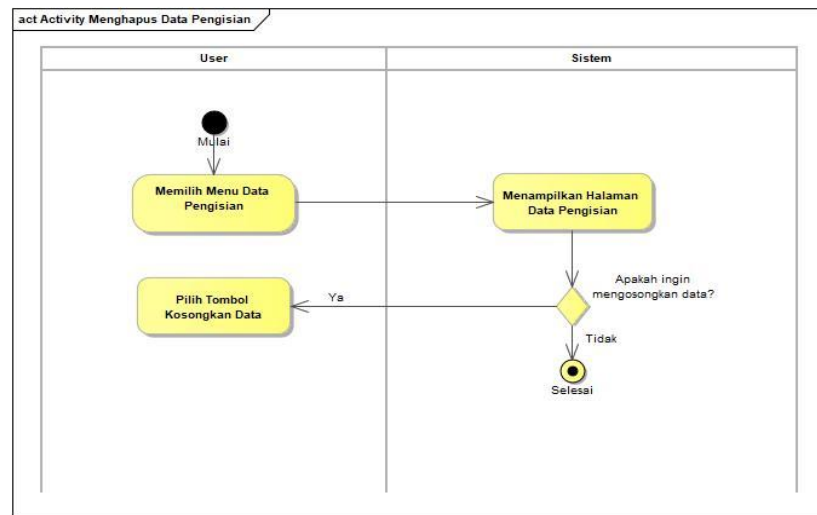 act Activity Menghapus Data Pengisian
User
Sistem
Mulai
Memilih Menu Data
Pengisian
Menampilkan Halaman
Data Pengisian
Apakah ingin
mengosongkan data?
Ya
Pilih Tombol
Kosongkan Data
Tidak
Selesai